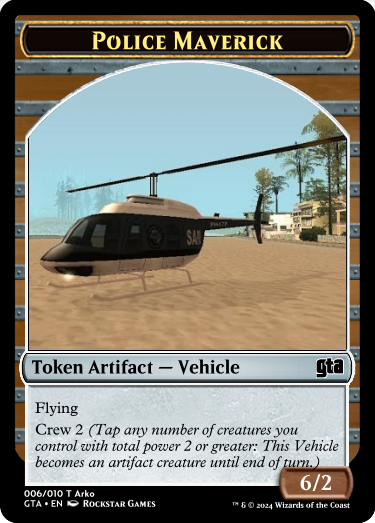 POLICE MAVERICK
SAR
Token Artifact — Vehicle
gta
Flying
Crew 2 (Tap any number of creatures you
control with total power 2 or greater: This Vehicle
becomes an artifact creature until end of turn.)
6/2
006/010 T Arko
GTA • EN ROCKSTAR GAMES
™ & © 2024 Wizards of the Coast